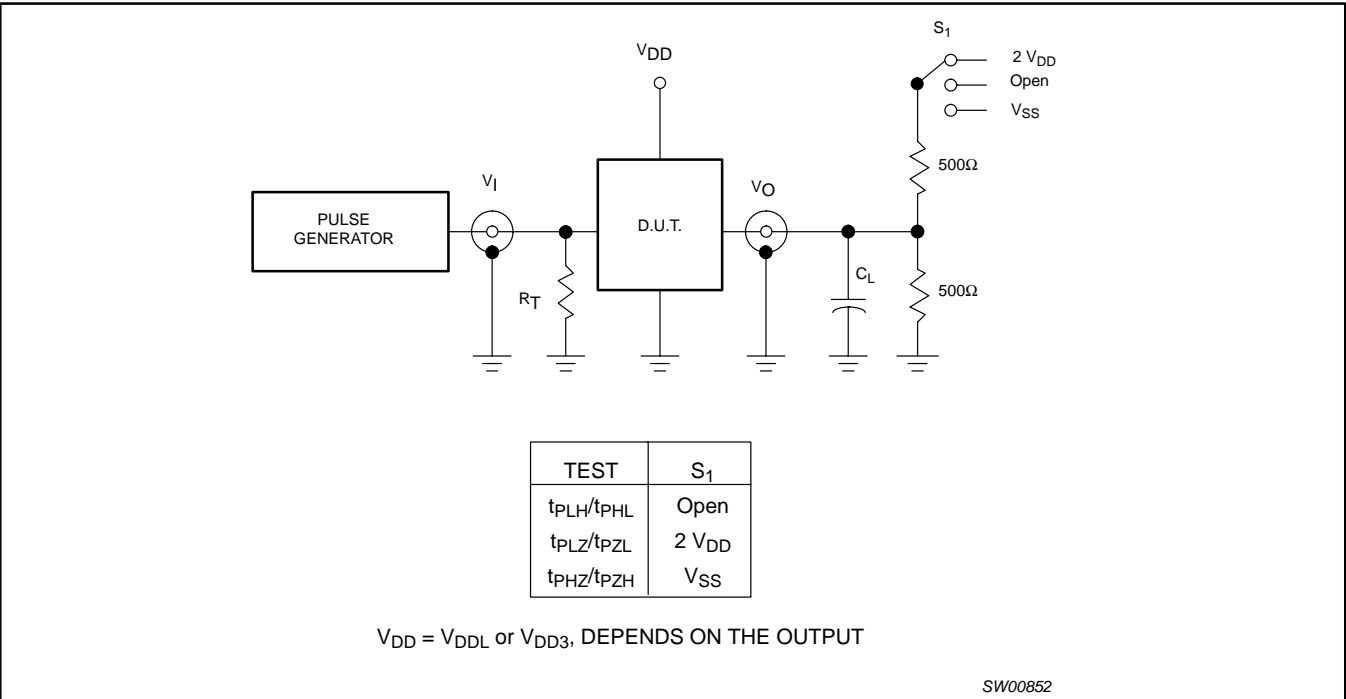 S1
2 VDD
Open
VSS
VDD
500Ω
VI
VO
PULSE
GENERATOR
D.U.T.
RT
CL
500Ω
TEST S1
tPLH/tPHL Open
tPLZ/tPZL 2 VDD
tPHZ/tPZH VSS
VDD = VDDL or VDD3, DEPENDS ON THE OUTPUT
SW00852